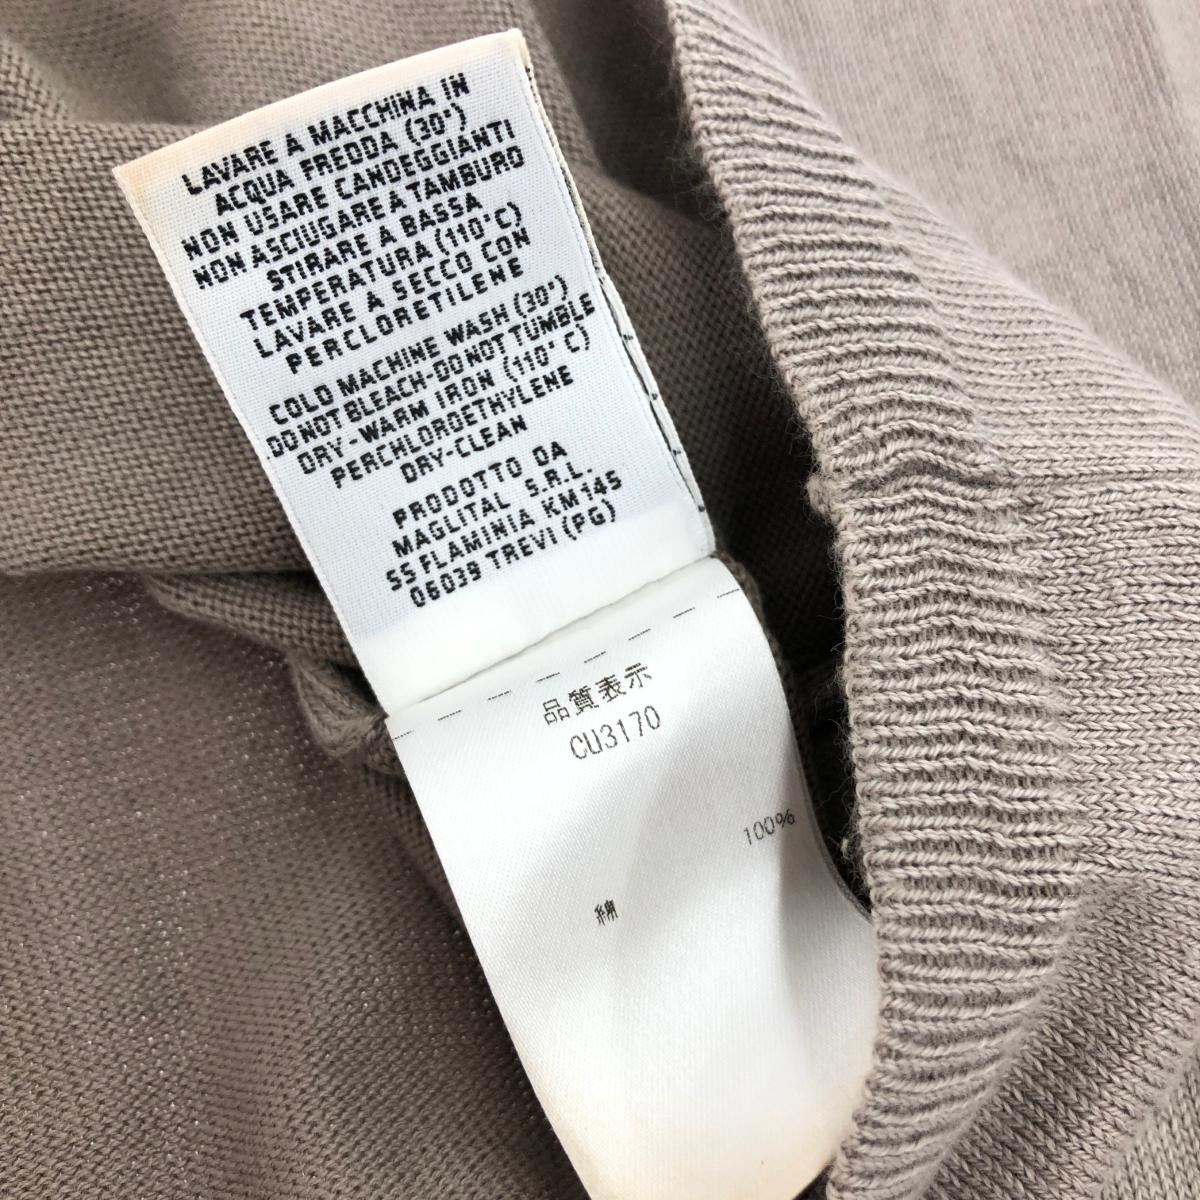 LAVARE A MACCHINA IN
ACQUA FREDDA (30°)
NON USARE CANDEGGIANTI
NON ASCIUGARE A TAMBURO
STIRARE A BASSA
TEMPERATURA (110°C)
LAVARE A SECCO CON
PERCLORETILENE
COLD MACHINE WASH (30°)
DO NOT BLEACH-DO NOT TUMBLE
DRY-WARM IRON (110°C)
PERCHLOROETHYLENE
DRY-CLEAN
PRODOTTO DA
MAGLITAL S.R.L.
SS FLAMINIA KM 145
06039 TREVI (PG)
品質表示
CU3170
100%
綿